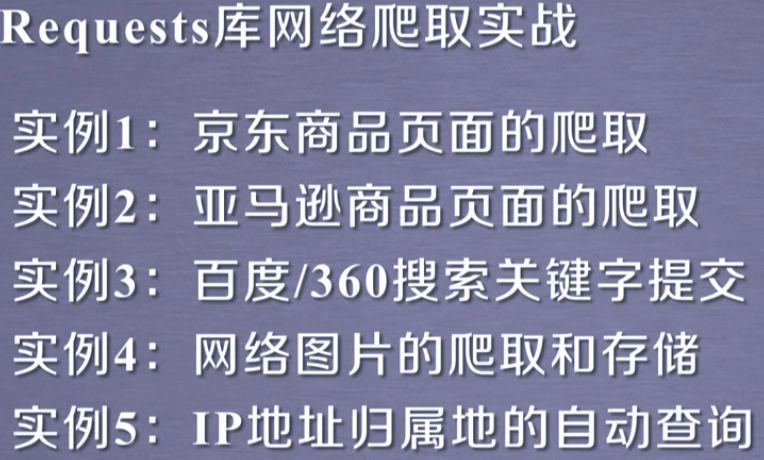 Requests库网络爬取实战
实例1：京东商品页面的爬取
实例2：亚马逊商品页面的爬取
实例3：百度/360搜索关键字提交
实例4：网络图片的爬取和存储
实例5：IP地址归属地的自动查询